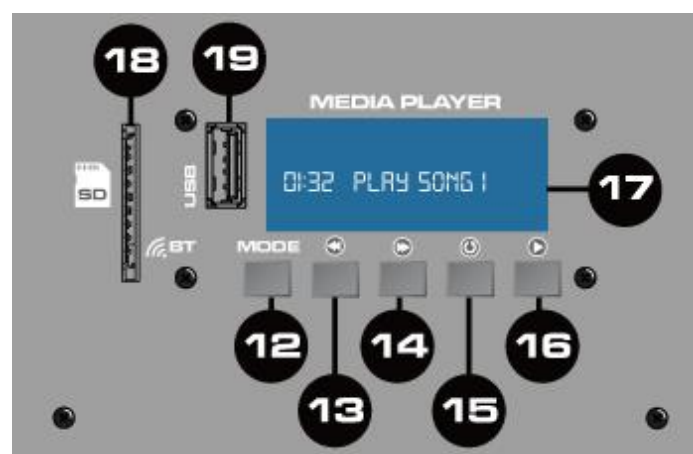 18
19
MEDIA PLAYER
SD
USB
01:32 PLAY SONG 1
17
BT
MODE
12
14
16
13
15